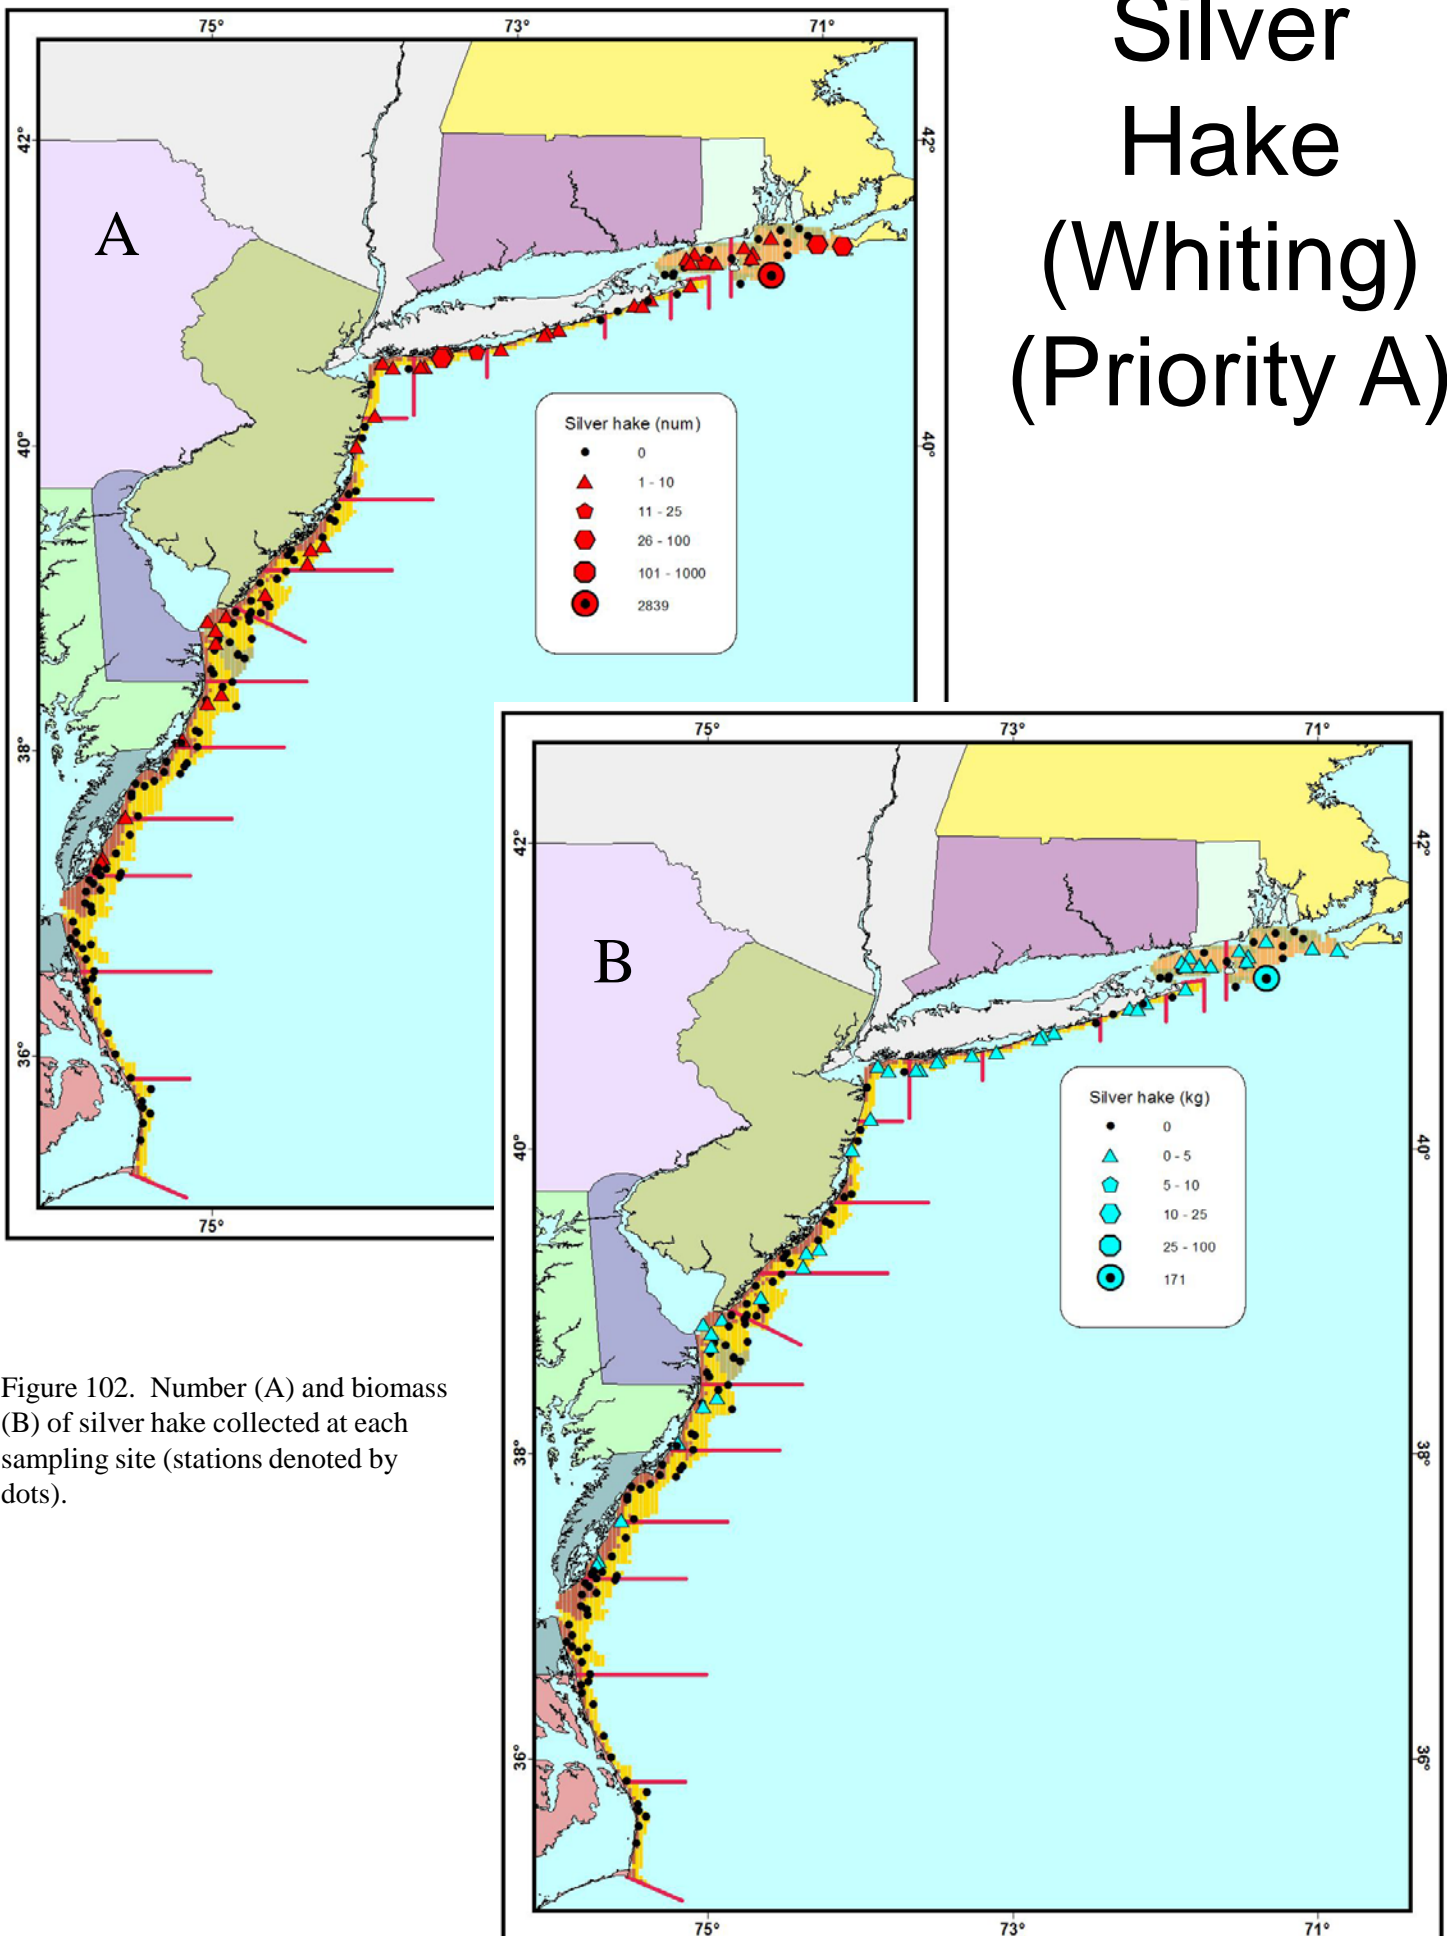 Silver
Hake
(Whiting)
(Priority A)
75°
73°
71°
42°
42°
A
40°
40°
Silver hake (num)
0
1 - 10
11 - 25
26 - 100
101 - 1000
2839
38°
36°
75°
75°
73°
71°
42°
42°
B
40°
40°
Silver hake (kg)
0
0 - 5
5 - 10
10 - 25
25 - 100
171
38°
38°
36°
36°
75°
73°
71°
Figure 102. Number (A) and biomass
(B) of silver hake collected at each
sampling site (stations denoted by
dots).